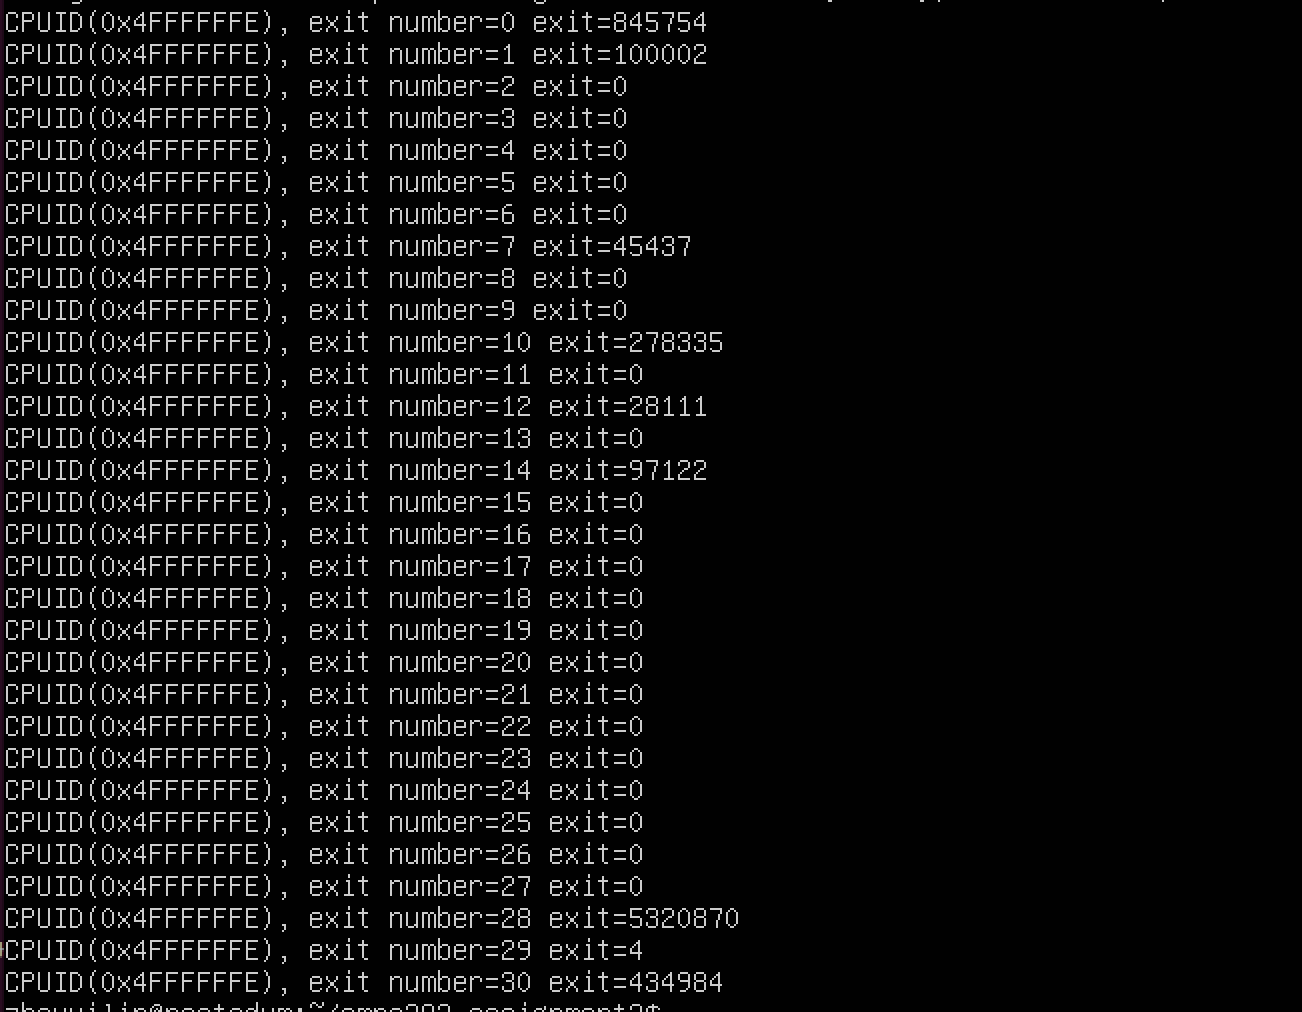 CPUID(0x4FFFFFFE), exit number=0 exit=845754
CPUID(0x4FFFFFFE), exit number=1 exit=100002
CPUID(0x4FFFFFFE), exit number=2 exit=0
CPUID(0x4FFFFFFE), exit number=3 exit=0
CPUID(0x4FFFFFFE), exit number=4 exit=0
CPUID(0x4FFFFFFE), exit number=5 exit=0
CPUID(0x4FFFFFFE), exit number=6 exit=0
CPUID(0x4FFFFFFE), exit number=7 exit=45437
CPUID(0x4FFFFFFE), exit number=8 exit=0
CPUID(0x4FFFFFFE), exit number=9 exit=0
CPUID(0x4FFFFFFE), exit number=10 exit=278335
CPUID(0x4FFFFFFE), exit number=11 exit=0
CPUID(0x4FFFFFFE), exit number=12 exit=28111
CPUID(0x4FFFFFFE), exit number=13 exit=0
CPUID(0x4FFFFFFE), exit number=14 exit=97122
CPUID(0x4FFFFFFE), exit number=15 exit=0
CPUID(0x4FFFFFFE), exit number=16 exit=0
CPUID(0x4FFFFFFE), exit number=17 exit=0
CPUID(0x4FFFFFFE), exit number=18 exit=0
CPUID(0x4FFFFFFE), exit number=19 exit=0
CPUID(0x4FFFFFFE), exit number=20 exit=0
CPUID(0x4FFFFFFE), exit number=21 exit=0
CPUID(0x4FFFFFFE), exit number=22 exit=0
CPUID(0x4FFFFFFE), exit number=23 exit=0
CPUID(0x4FFFFFFE), exit number=24 exit=0
CPUID(0x4FFFFFFE), exit number=25 exit=0
CPUID(0x4FFFFFFE), exit number=26 exit=0
CPUID(0x4FFFFFFE), exit number=27 exit=0
CPUID(0x4FFFFFFE), exit number=28 exit=5320870
CPUID(0x4FFFFFFE), exit number=29 exit=4
CPUID(0x4FFFFFFE), exit number=30 exit=434984